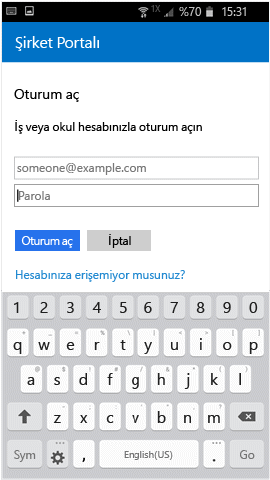 1X %70 15:31
Şirket Portalı
Oturum aç
İş veya okul hesabınızla oturum açın
someone@example.com
Parola
Oturum aç İptal
Hesabınıza erişemiyor musunuz?
1 2 3 4 5 6 7 8 9 0
q w e r t y u i o p
a s d f g h j k l
z x c v b n m
Sym , English(US) . Go